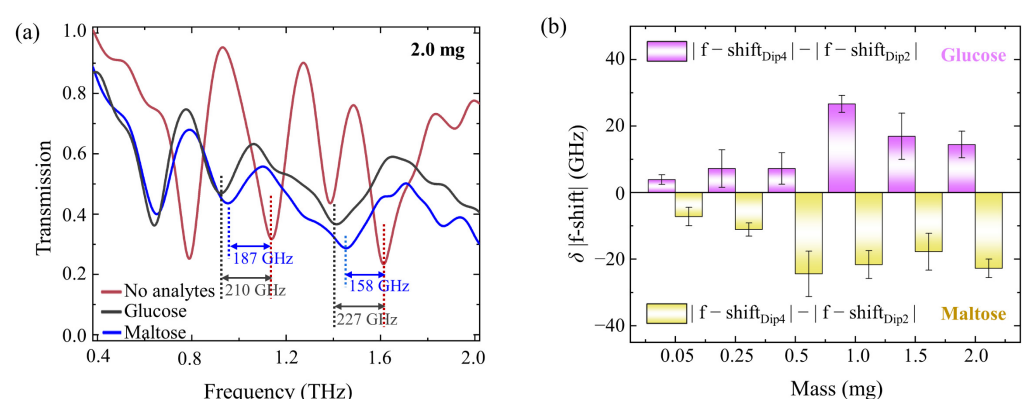 (a)
2.0 mg
1.0
0.8
0.6
0.4
0.2
0.0
Transmission
187 GHz
210 GHz
158 GHz
227 GHz
No analytes
Glucose
Maltose
0.4 0.8 1.2 1.6 2.0
Frequency (THz)
(b)
| f − shift_Dip4 | − | f − shift_Dip2 | Glucose
40
20
0
−20
−40
δ |f-shift| (GHz)
| f − shift_Dip4 | − | f − shift_Dip2 | Maltose
0.05 0.25 0.5 1.0 1.5 2.0
Mass (mg)